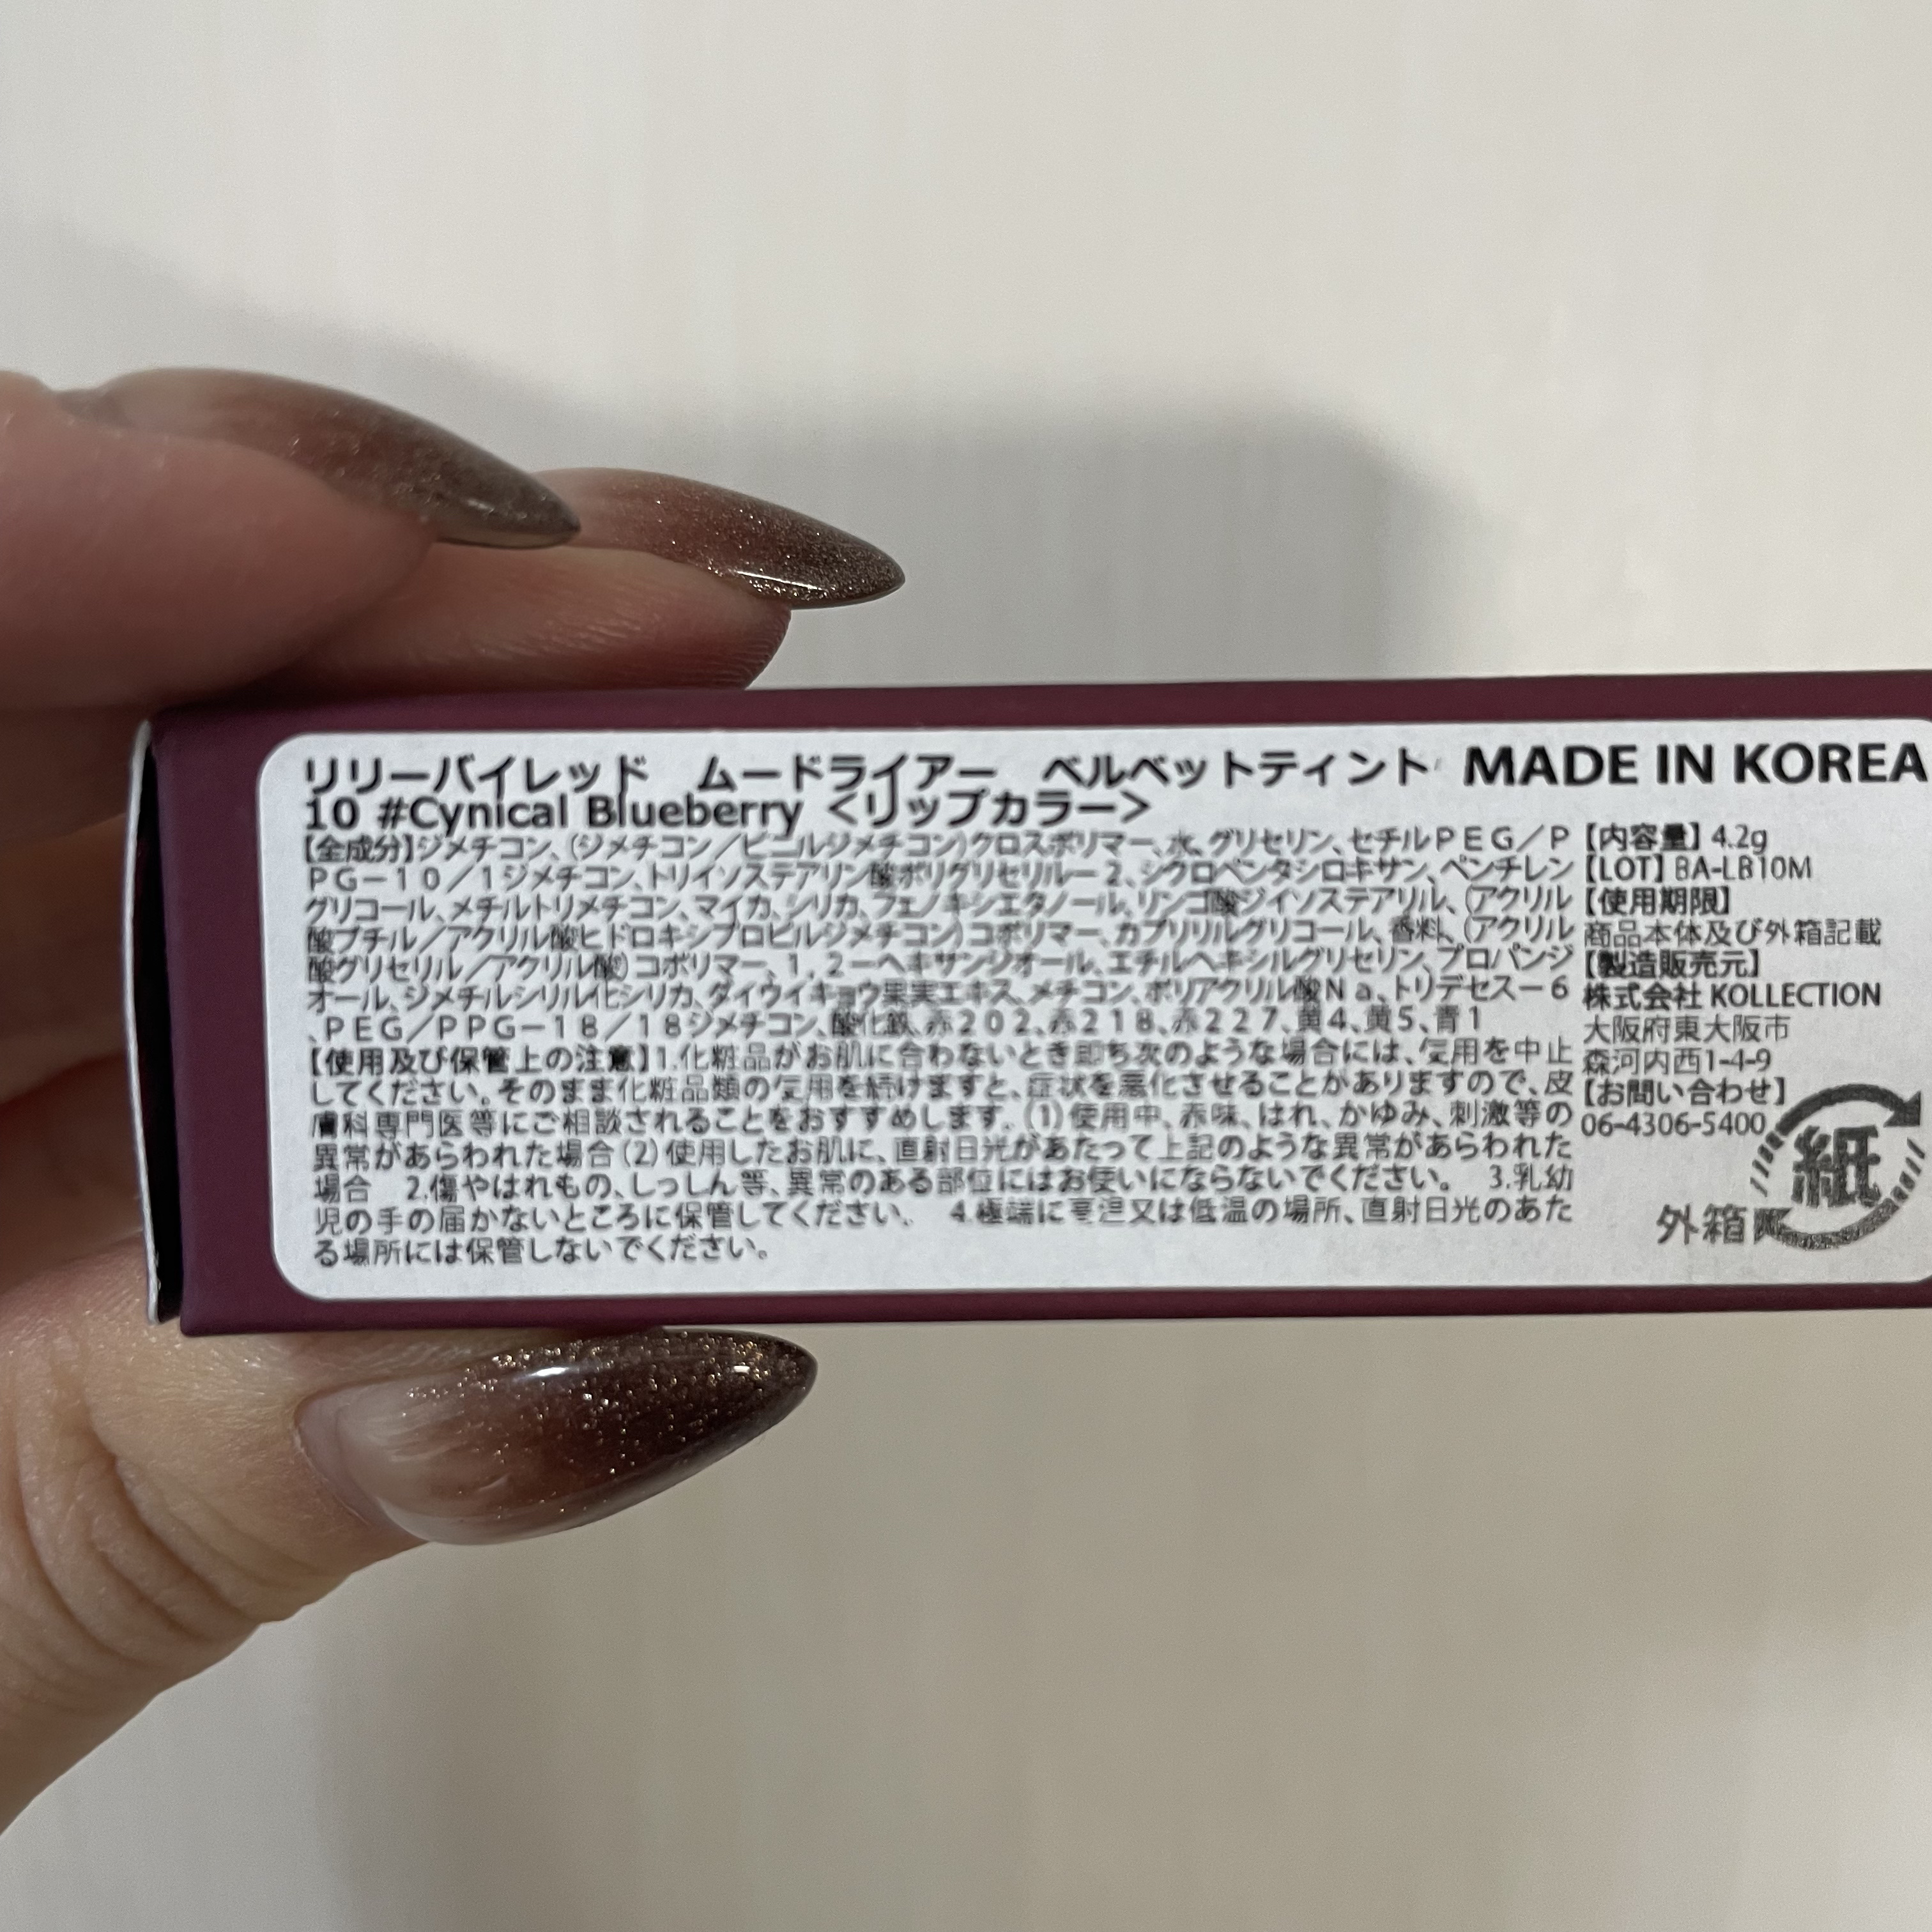 リリーバイレッド　ムードライアー　ベルベットティント
MADE IN KOREA
10 #Cynical Blueberry <リップカラー>
【全成分】ジメチコン、(ジメチコン／ビニルジメチコン)クロスポリマー、水、グリセリン、セチルPEG／P
PG－10／1ジメチコン、トリイソステアリン酸ポリグリセリル－2、シクロペンタシロキサン、ペンチレン
グリコール、メチルトリメチコン、マイカ、シリカ、フェノキシエタノール、リンゴ酸ジイソステアリル、(アクリル
酸ブチル／アクリル酸ヒドロキシプロピルジメチコン)コポリマー、カプリリルグリコール、香料、(アクリル
酸グリセリル／アクリル酸)コポリマー、1，2－ヘキサンジオール、エチルヘキシルグリセリン、プロパンジ
オール、ジメチルシリル化シリカ、ダイウイキョウ果実エキス、メチコン、ポリアクリル酸Na、トリデセス－6
、PEG／PPG－18／18ジメチコン、酸化鉄、赤202、赤218、赤227、黄4、黄5、青1
【使用及び保管上の注意】1.化粧品がお肌に合わないとき即ち次のような場合には、使用を中止
してください。そのまま化粧品類の使用を続けますと、症状を悪化させることがありますので、皮
膚科専門医等にご相談されることをおすすめします。(1)使用中、赤味、はれ、かゆみ、刺激等の
異常があらわれた場合(2)使用したお肌に、直射日光があたって上記のような異常があらわれた
場合　2.傷やはれもの、しっしん等、異常のある部位にはお使いにならないでください。　3.乳幼
児の手の届かないところに保管してください。　4.極端に高温又は低温の場所、直射日光のあた
る場所には保管しないでください。
【内容量】4.2g
【LOT】BA-LB10M
【使用期限】
商品本体及び外箱記載
【製造販売元】
株式会社 KOLLECTION
大阪府東大阪市
森河内西1-4-9
【お問い合わせ】
06-4306-5400
紙
外箱